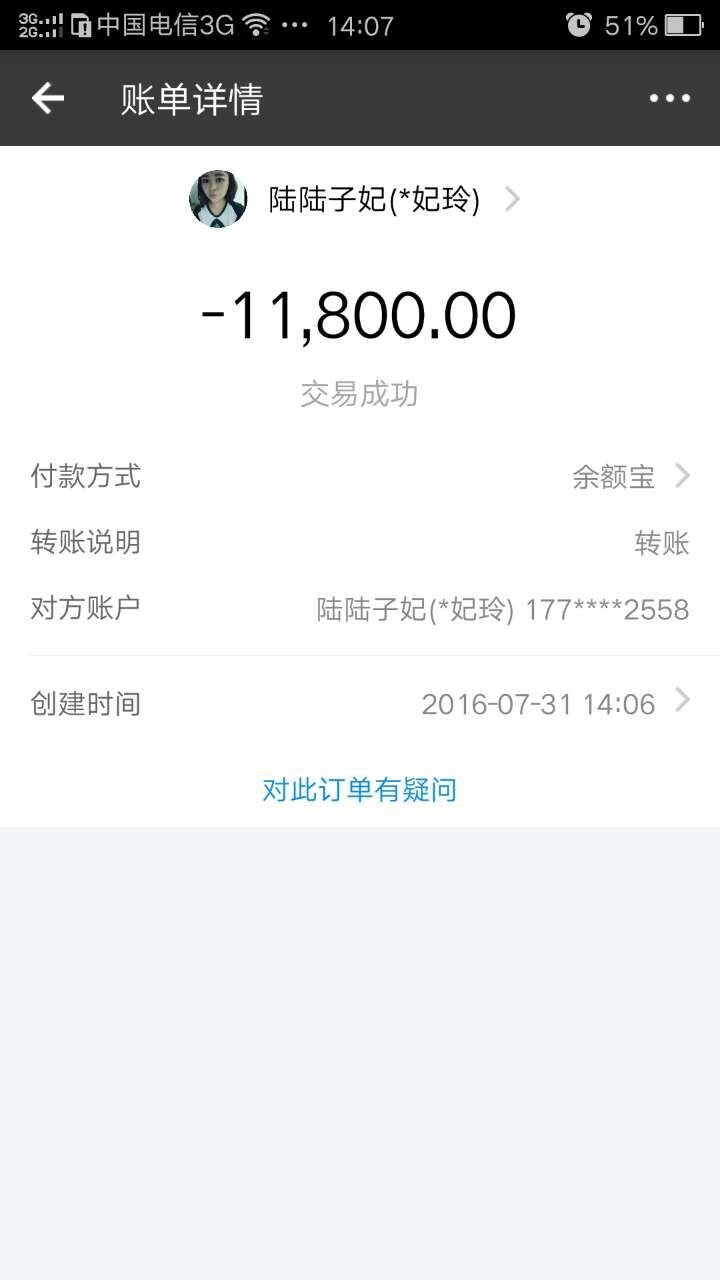 3G 2G 中国电信3G ··· 14:07 51%
账单详情
陆陆子妃(*妃玲)
-11,800.00
交易成功
付款方式 余额宝
转账说明 转账
对方账户 陆陆子妃(*妃玲) 177****2558
创建时间 2016-07-31 14:06
对此订单有疑问